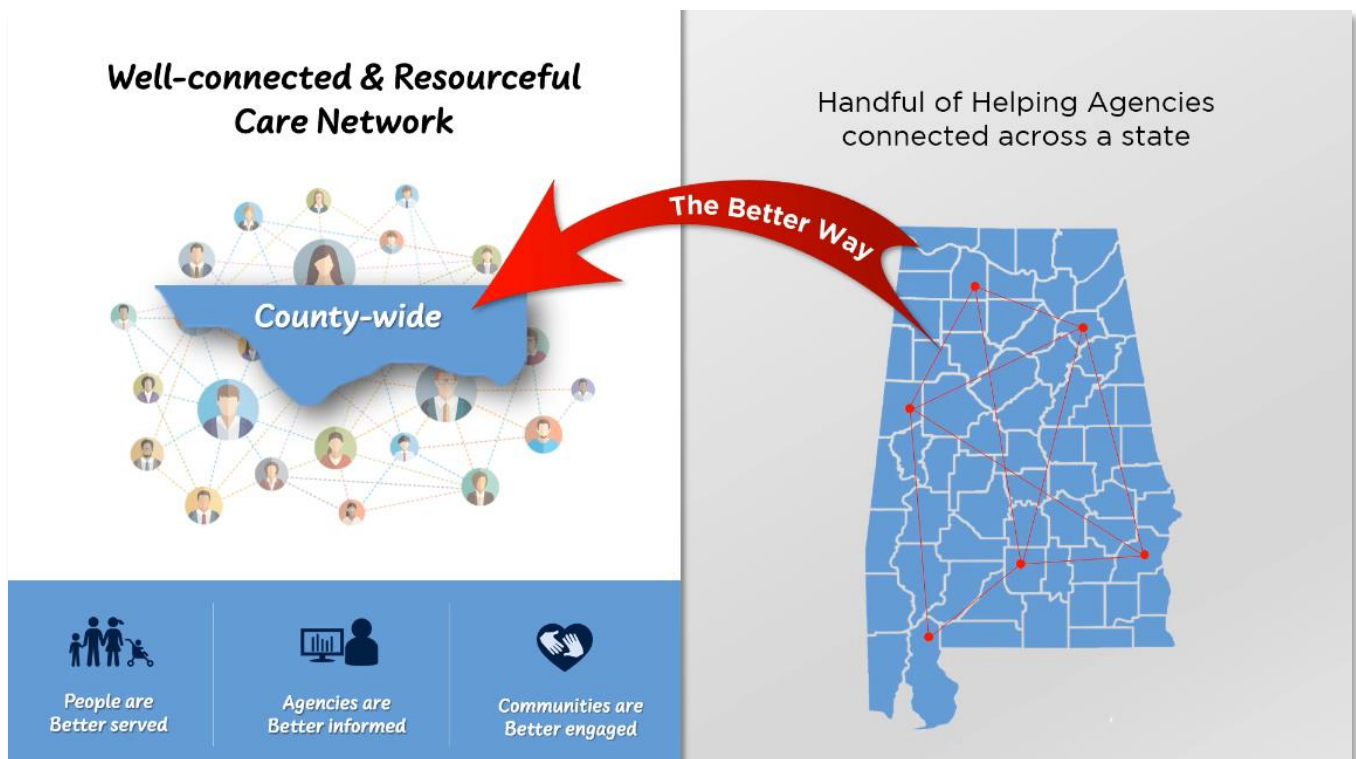 Well-connected & Resourceful
Care Network
County-wide
People are
Better served
Agencies are
Better informed
Communities are
Better engaged
Handful of Helping Agencies
connected across a state
The Better Way